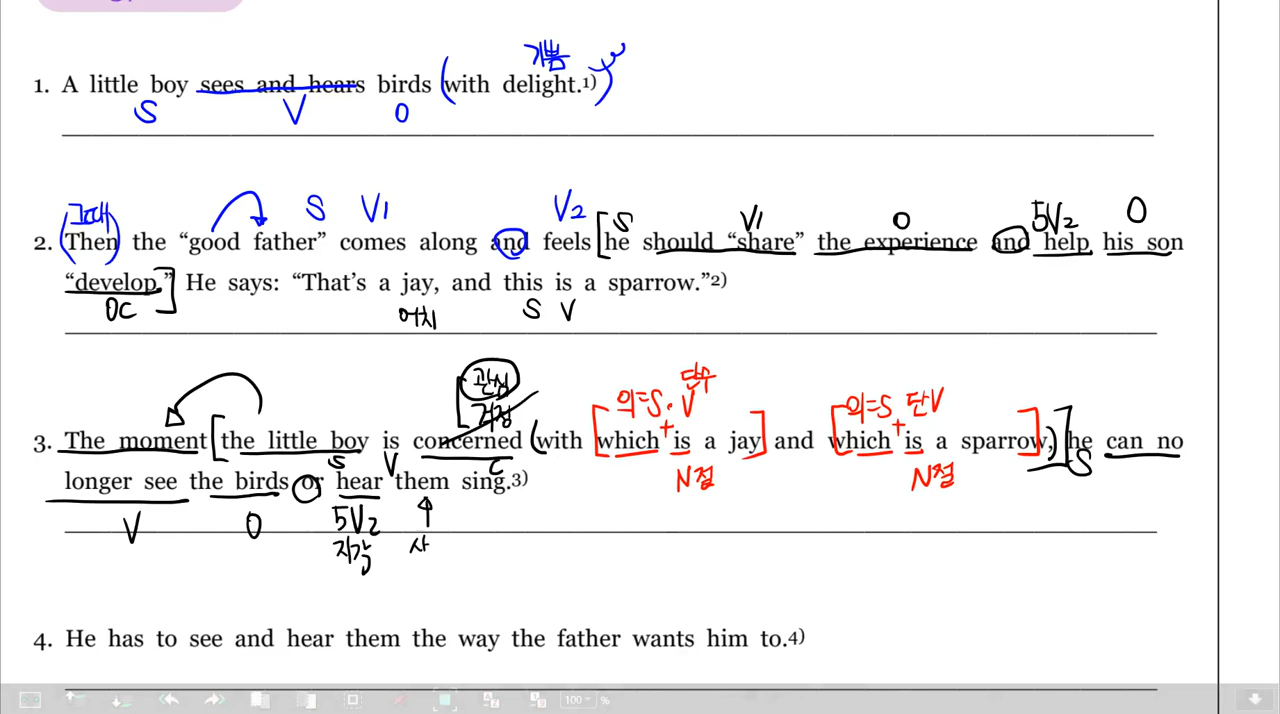 기쁨
1. A little boy sees and hears birds (with delight.1))
S V O
그때 S V1 V2 S V1 O 5V2 O
2. (Then) the “good father” comes along and feels [he should “share” the experience and help his son
“develop.”] He says: “That’s a jay, and this is a sparrow.”2)
OC 어치 S V
관심
걱정 의=S·V 단수 의=S 단V
3. The moment [the little boy is concerned (with [which + is a jay] and [which + is a sparrow,)] he can no
S V C N절 N절 S
longer see the birds or hear them sing.3)
V O 5V2
지각 사
4. He has to see and hear them the way the father wants him to.4)
100 %